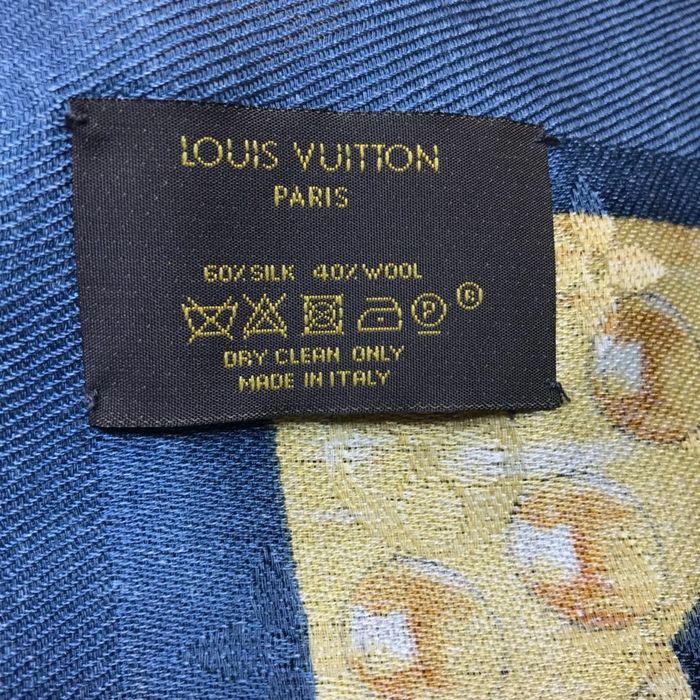 LOUIS VUITTON
PARIS
60% SILK 40% WOOL
P ©
DRY CLEAN ONLY
MADE IN ITALY